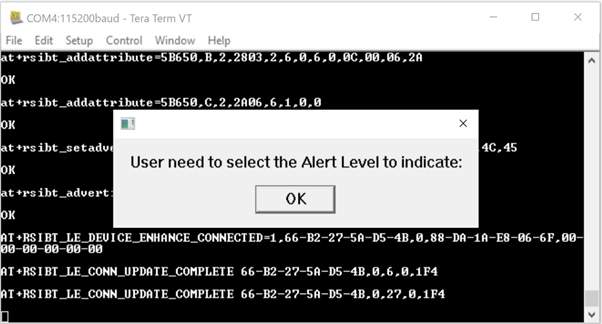 COM4:115200baud - Tera Term VT
File Edit Setup Control Window Help
at+rsibt_addattribute=5B650,B,2,2803,2,6,0,6,0,0C,00,06,2A
OK
at+rsibt_addattribute=5B650,C,2,2A06,6,1,0,0
OK
at+rsibt_setadve
4C,45
OK
at+rsibt_adverti
OK
User need to select the Alert Level to indicate:
OK
AT+RSIBT_LE_DEVICE_ENHANCE_CONNECTED=1,66-B2-27-5A-D5-4B,0,88-DA-1A-E8-06-6F,00-
00-00-00-00-00
AT+RSIBT_LE_CONN_UPDATE_COMPLETE 66-B2-27-5A-D5-4B,0,6,0,1F4
AT+RSIBT_LE_CONN_UPDATE_COMPLETE 66-B2-27-5A-D5-4B,0,27,0,1F4